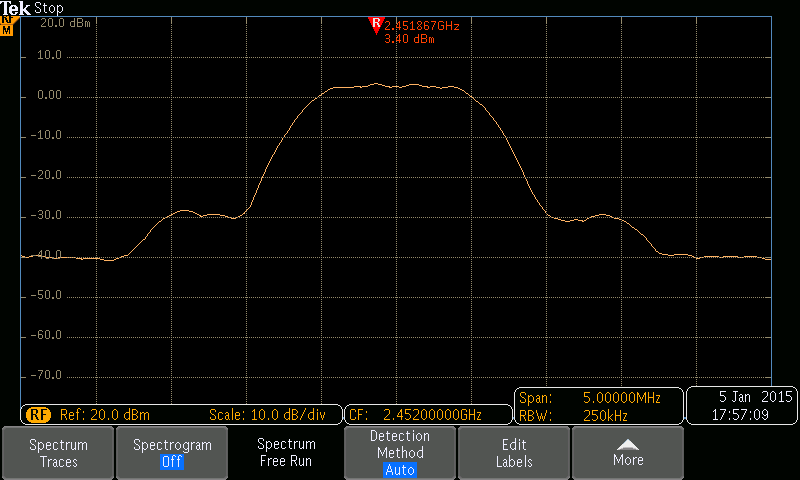 Tek Stop
RF
M
20.0 dBm
R
2.451867GHz
3.40 dBm
10.0
0.00
-10.0
-20.0
-30.0
-40.0
-50.0
-60.0
-70.0
RF Ref: 20.0 dBm Scale: 10.0 dB/div
CF: 2.45200000GHz
Span: 5.00000MHz
RBW: 250kHz
5 Jan 2015
17:57:09
Spectrum
Traces
Spectrogram
Off
Spectrum
Free Run
Detection
Method
Auto
Edit
Labels
More